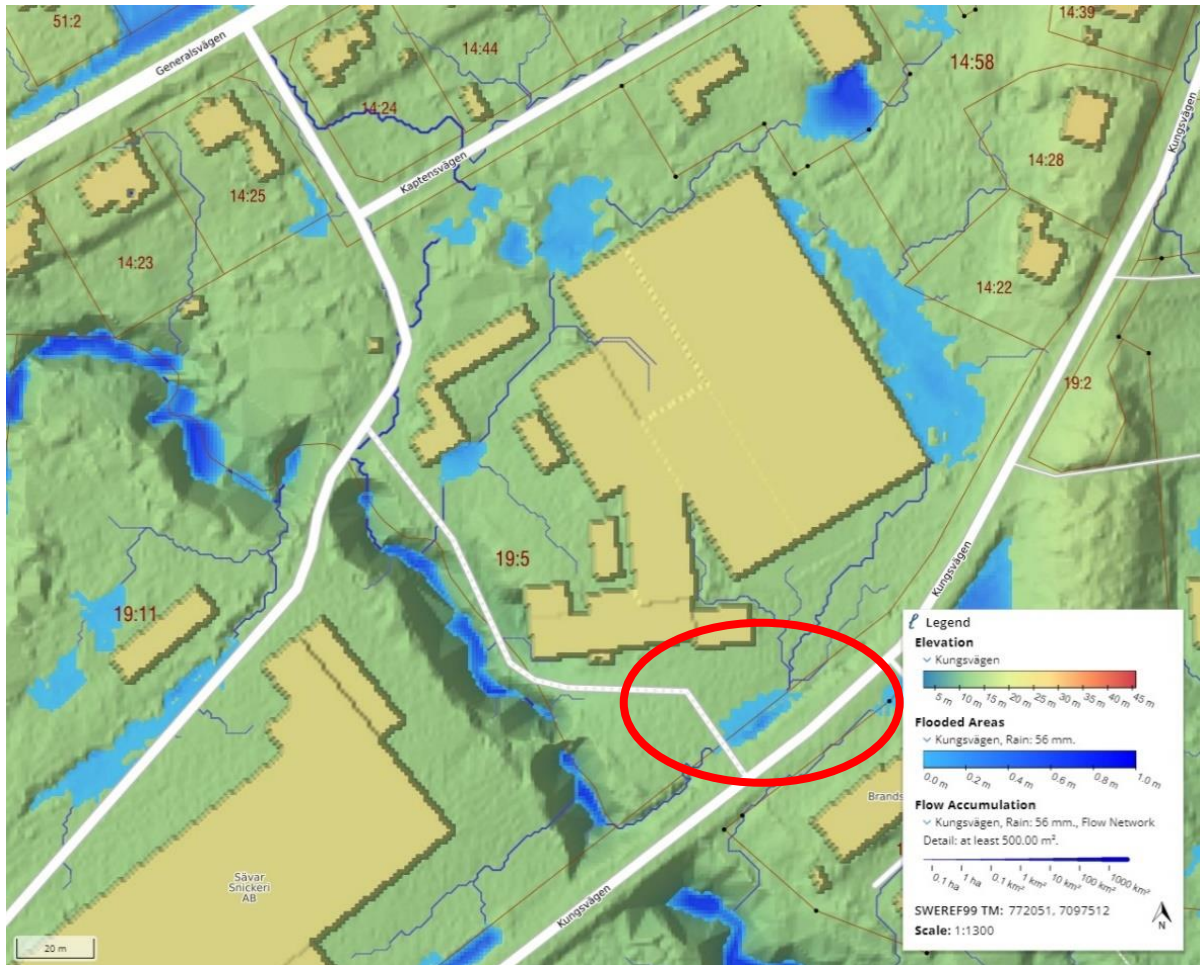 51:2
Generalsvägen
14:44
14:24
14:39
14:58
Kungsvägen
14:28
Kaptensvägen
14:25
14:23
14:22
19:2
19:5
Kungsvägen
19:11
Brands
Sävar
Snickeri
AB
Kungsvägen
20 m
Legend
Elevation
Kungsvägen
5 m 10 m 15 m 20 m 25 m 30 m 35 m 40 m 45 m
Flooded Areas
Kungsvägen, Rain: 56 mm.
0.0 m 0.2 m 0.4 m 0.6 m 0.8 m 1.0 m
Flow Accumulation
Kungsvägen, Rain: 56 mm., Flow Network
Detail: at least 500.00 m².
0.1 ha 1 ha 0.1 km² 1 km² 10 km² 100 km² 1000 km²
SWEREF99 TM: 772051, 7097512
Scale: 1:1300
N